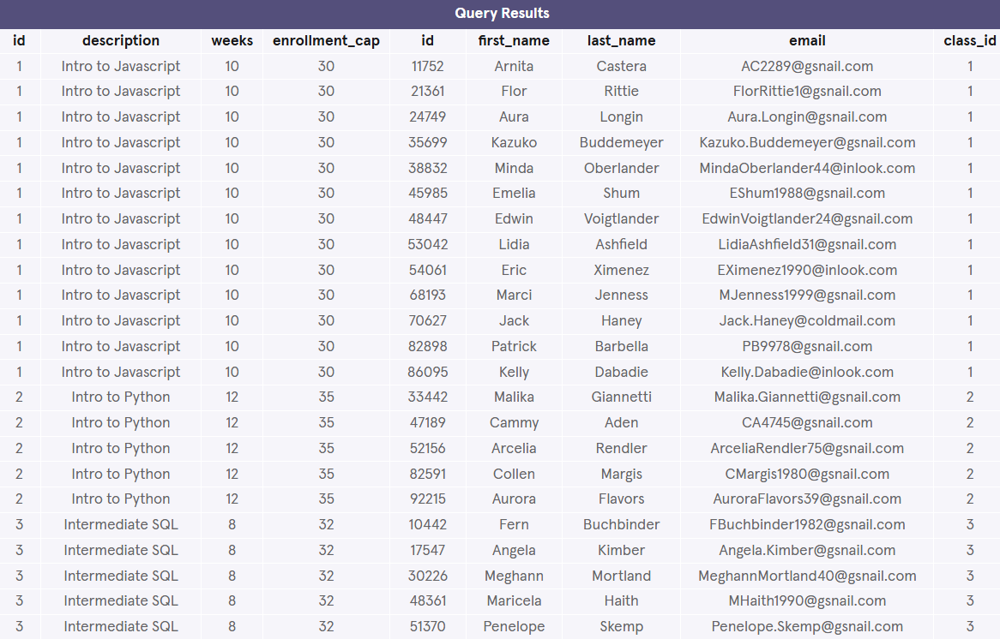 Query Results
id description weeks enrollment_cap id first_name last_name email class_id
1 Intro to Javascript 10 30 11752 Arnita Castera AC2289@gsnail.com 1
1 Intro to Javascript 10 30 21361 Flor Rittie FlorRittie1@gsnail.com 1
1 Intro to Javascript 10 30 24749 Aura Longin Aura.Longin@gsnail.com 1
1 Intro to Javascript 10 30 35699 Kazuko Buddemeyer Kazuko.Buddemeyer@gsnail.com 1
1 Intro to Javascript 10 30 38832 Minda Oberlander MindaOberlander44@inlook.com 1
1 Intro to Javascript 10 30 45985 Emelia Shum EShum1988@gsnail.com 1
1 Intro to Javascript 10 30 48447 Edwin Voigtlander EdwinVoigtlander24@gsnail.com 1
1 Intro to Javascript 10 30 53042 Lidia Ashfield LidiaAshfield31@gsnail.com 1
1 Intro to Javascript 10 30 54061 Eric Ximenez EXimenez1990@inlook.com 1
1 Intro to Javascript 10 30 68193 Marci Jenness MJenness1999@gsnail.com 1
1 Intro to Javascript 10 30 70627 Jack Haney Jack.Haney@coldmail.com 1
1 Intro to Javascript 10 30 82898 Patrick Barbella PB9978@gsnail.com 1
1 Intro to Javascript 10 30 86095 Kelly Dabadie Kelly.Dabadie@inlook.com 1
2 Intro to Python 12 35 33442 Malika Giannetti Malika.Giannetti@gsnail.com 2
2 Intro to Python 12 35 47189 Cammy Aden CA4745@gsnail.com 2
2 Intro to Python 12 35 52156 Arcelia Rendler ArceliaRendler75@gsnail.com 2
2 Intro to Python 12 35 82591 Collen Margis CMargis1980@gsnail.com 2
2 Intro to Python 12 35 92215 Aurora Flavors AuroraFlavors39@gsnail.com 2
3 Intermediate SQL 8 32 10442 Fern Buchbinder FBuchbinder1982@gsnail.com 3
3 Intermediate SQL 8 32 17547 Angela Kimber Angela.Kimber@gsnail.com 3
3 Intermediate SQL 8 32 30226 Meghann Mortland MeghannMortland40@gsnail.com 3
3 Intermediate SQL 8 32 48361 Maricela Haith MHaith1990@gsnail.com 3
3 Intermediate SQL 8 32 51370 Penelope Skemp Penelope.Skemp@gsnail.com 3